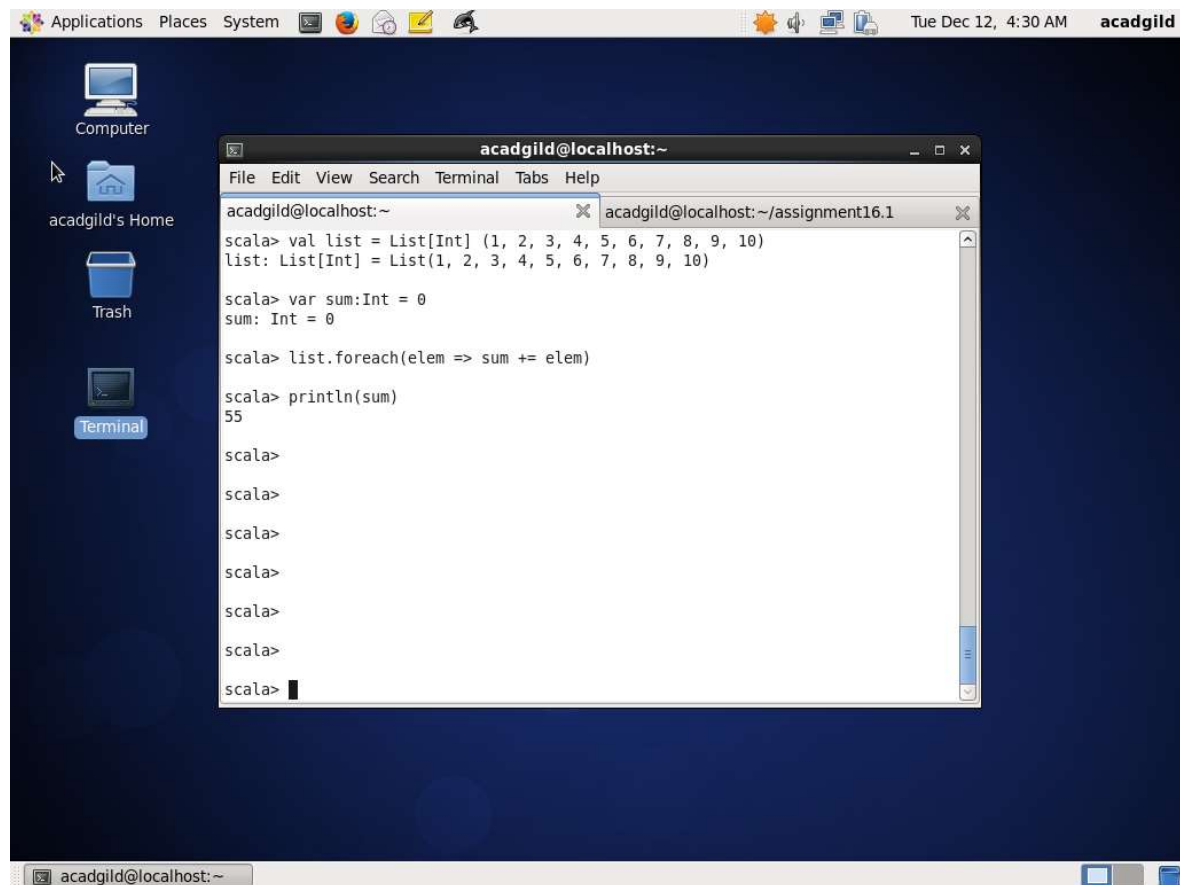 Applications Places System
Tue Dec 12, 4:30 AM acadgild
Computer
acadgild's Home
Trash
Terminal
acadgild@localhost:~
File Edit View Search Terminal Tabs Help
acadgild@localhost:~
acadgild@localhost:~/assignment16.1
scala> val list = List[Int] (1, 2, 3, 4, 5, 6, 7, 8, 9, 10)
list: List[Int] = List(1, 2, 3, 4, 5, 6, 7, 8, 9, 10)
scala> var sum:Int = 0
sum: Int = 0
scala> list.foreach(elem => sum += elem)
scala> println(sum)
55
scala>
scala>
scala>
scala>
scala>
scala>
scala>
acadgild@localhost:~